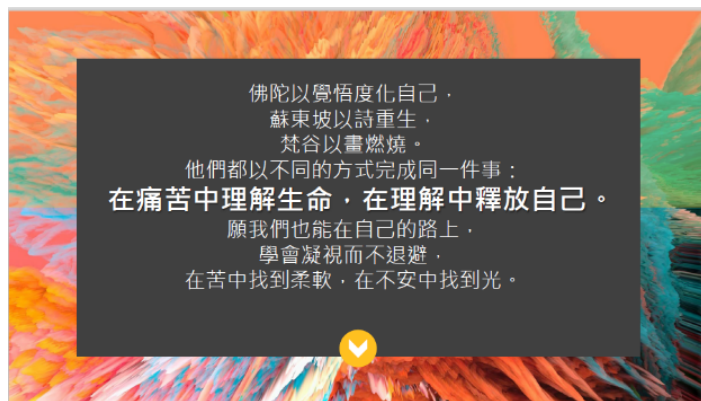 佛陀以覺悟度化自己，
蘇東坡以詩重生，
梵谷以畫燃燒。
他們都以不同的方式完成同一件事：
在痛苦中理解生命，在理解中釋放自己。
願我們也能在自己的路上，
學會凝視而不退避，
在苦中找到柔軟，在不安中找到光。